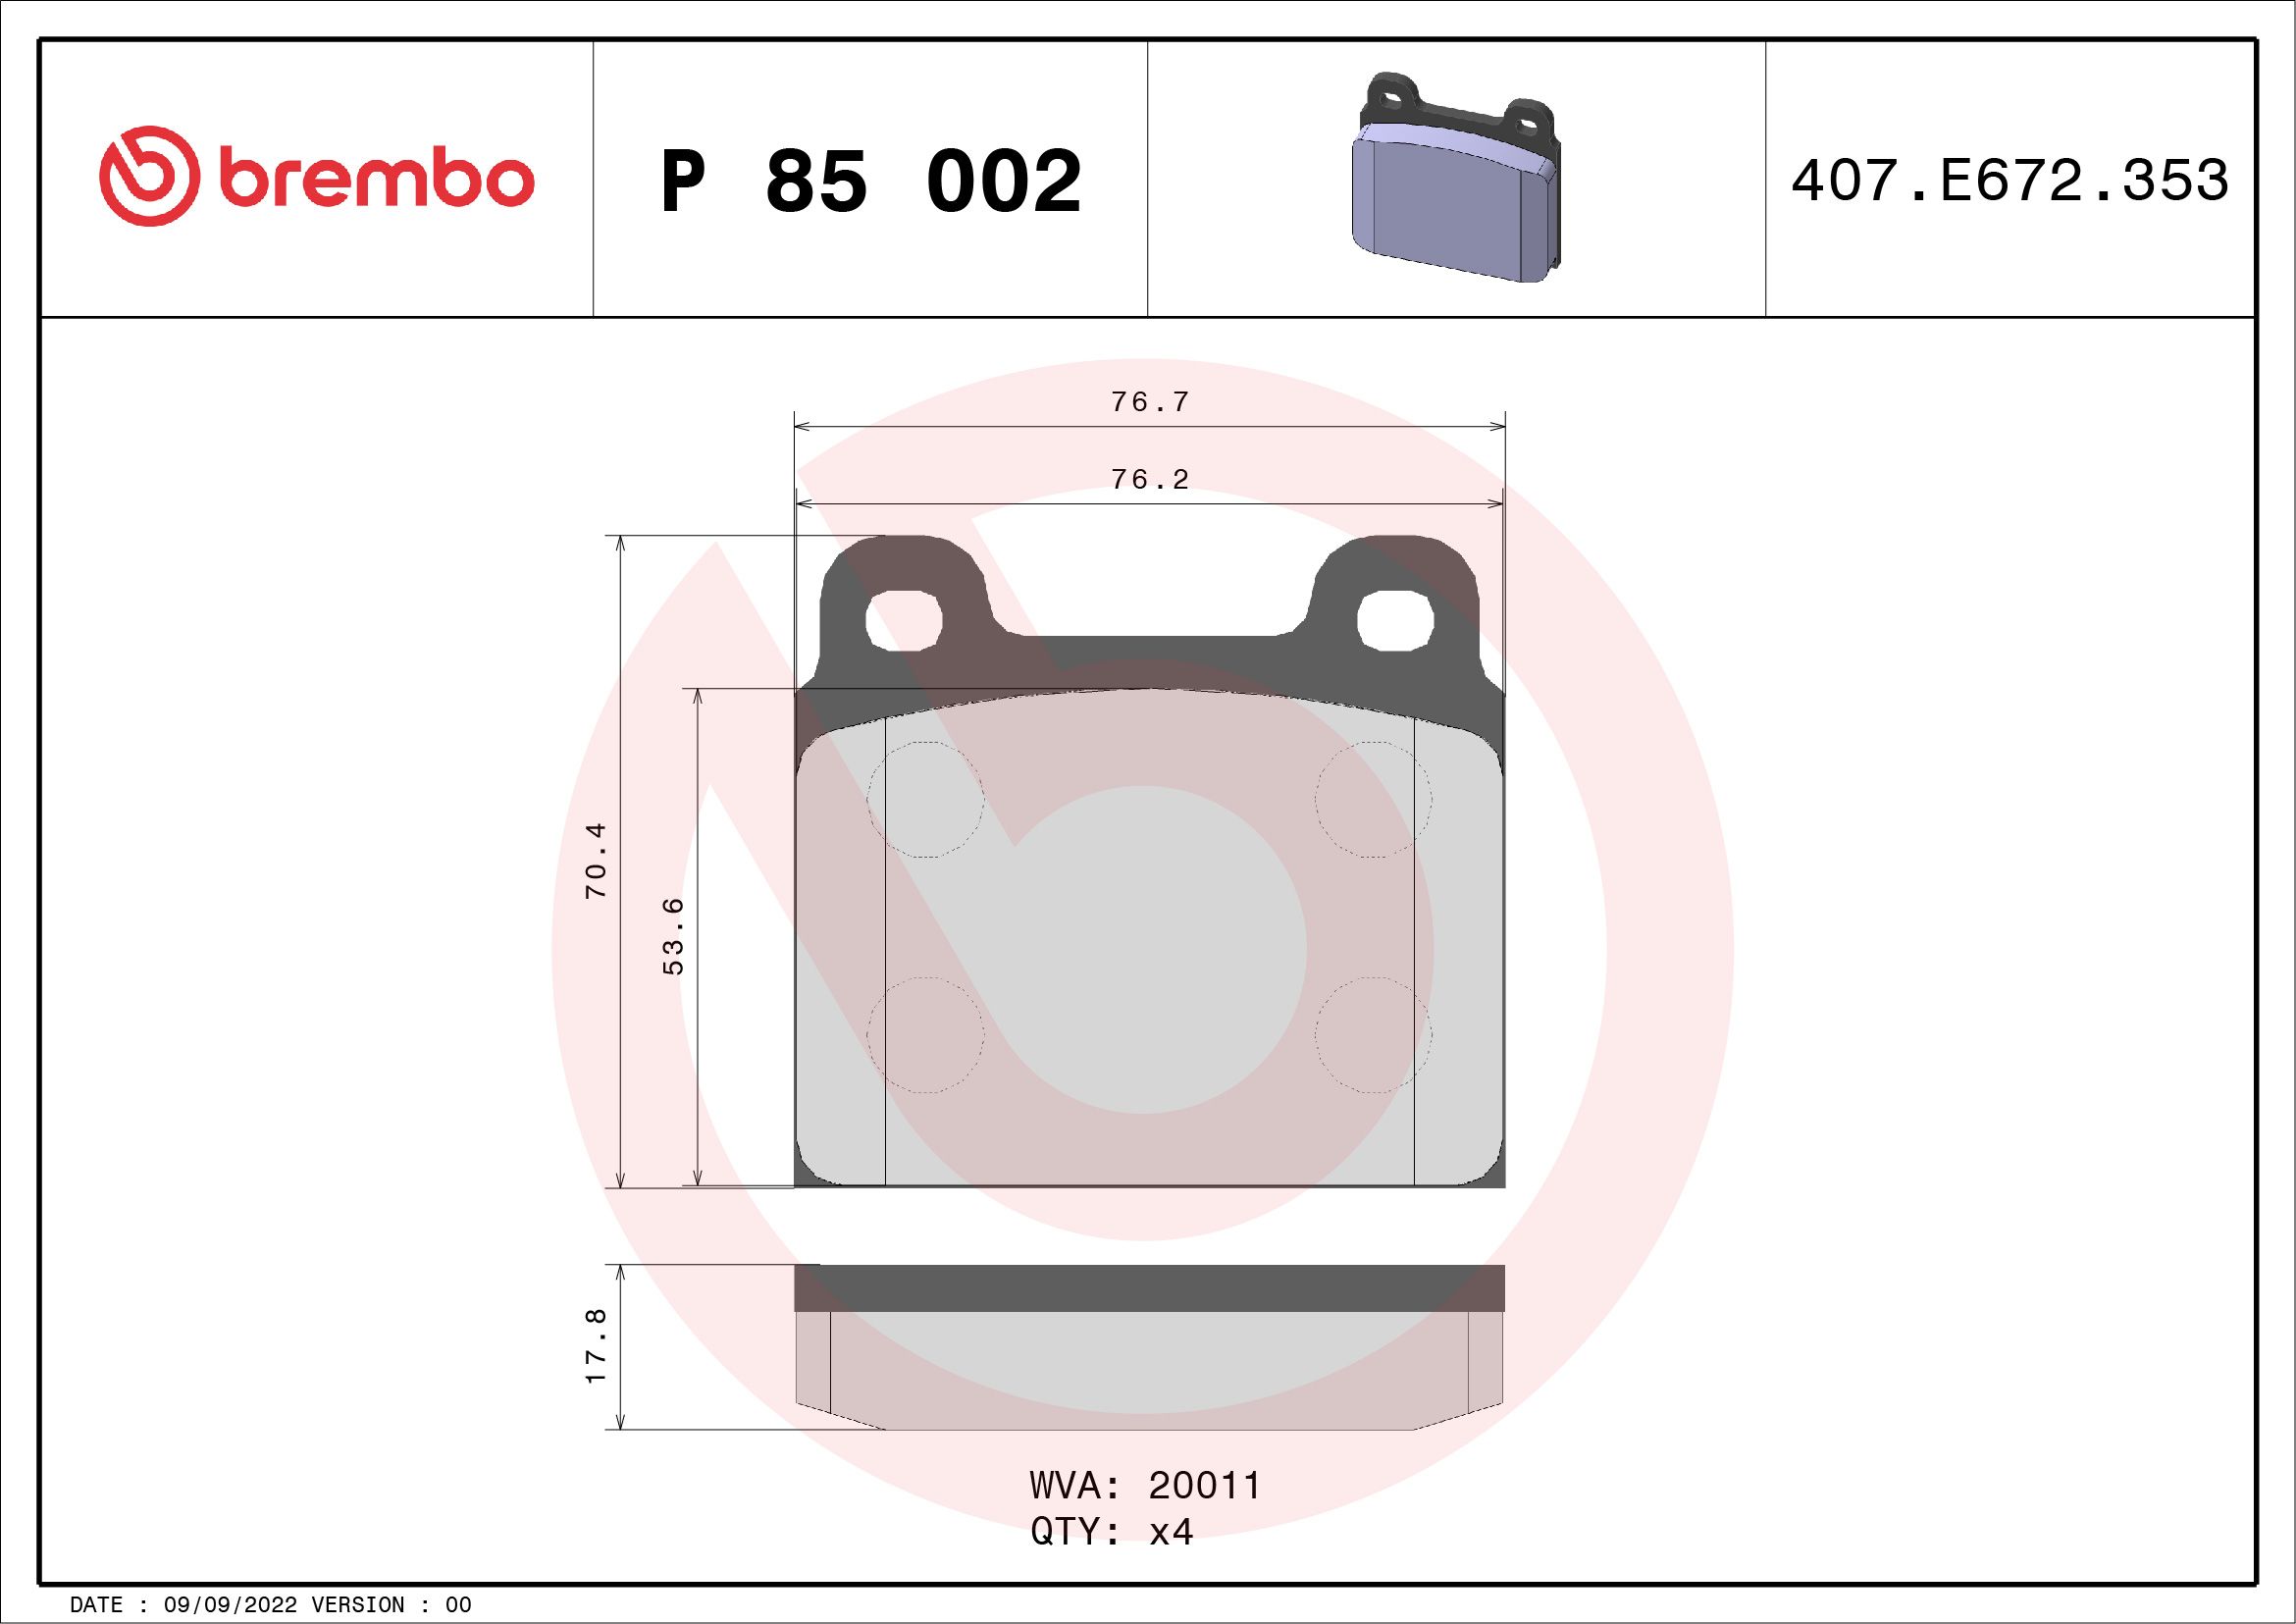 brembo
P 85 002
407.E672.353
76.7
76.2
70.4
53.6
17.8
WVA: 20011
QTY: x4
DATE : 09/09/2022 VERSION : 00